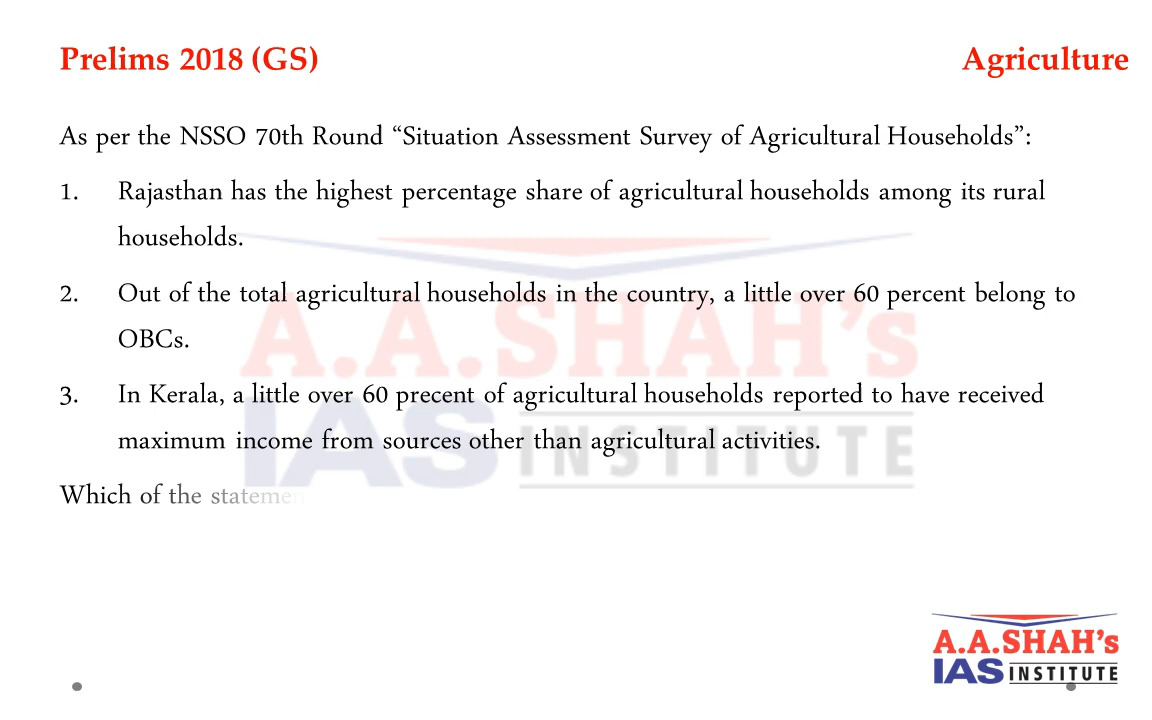 Prelims 2018 (GS) Agriculture
As per the NSSO 70th Round “Situation Assessment Survey of Agricultural Households”:
1. Rajasthan has the highest percentage share of agricultural households among its rural
households.
2. Out of the total agricultural households in the country, a little over 60 percent belong to
OBCs.
3. In Kerala, a little over 60 precent of agricultural households reported to have received
maximum income from sources other than agricultural activities.
Which of the statemen
A.A.SHAH’s
IAS INSTITUTE
A.A.SHAH’s
IAS INSTITUTE